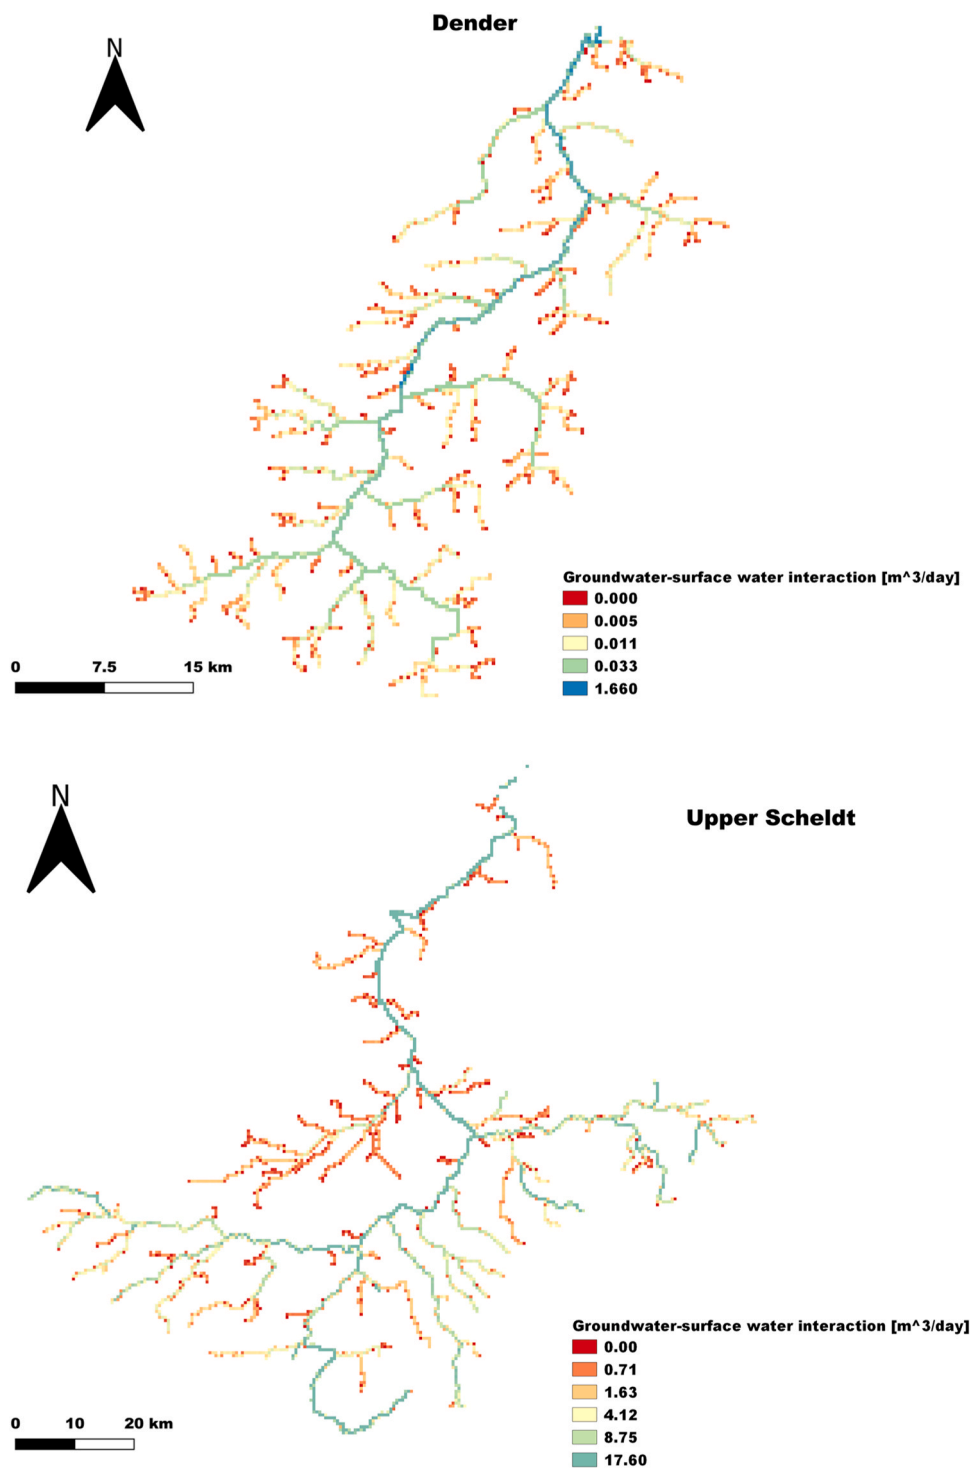 Dender
N
Groundwater-surface water interaction [m^3/day]
0.000
0.005
0.011
0.033
1.660
0 7.5 15 km
N
Upper Scheldt
Groundwater-surface water interaction [m^3/day]
0.00
0.71
1.63
4.12
8.75
17.60
0 10 20 km